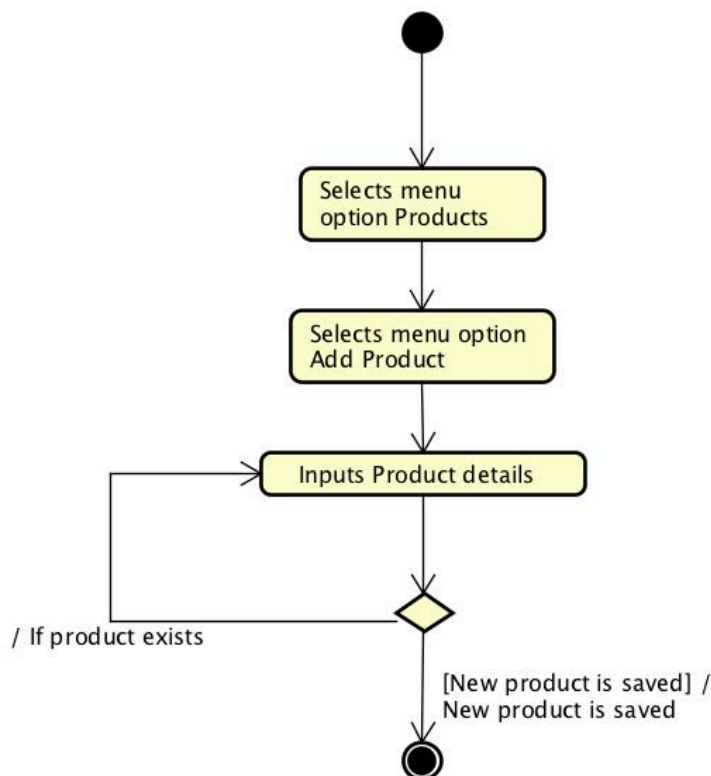 Selects menu
option Products
Selects menu option
Add Product
Inputs Product details
/ If product exists
[New product is saved] /
New product is saved